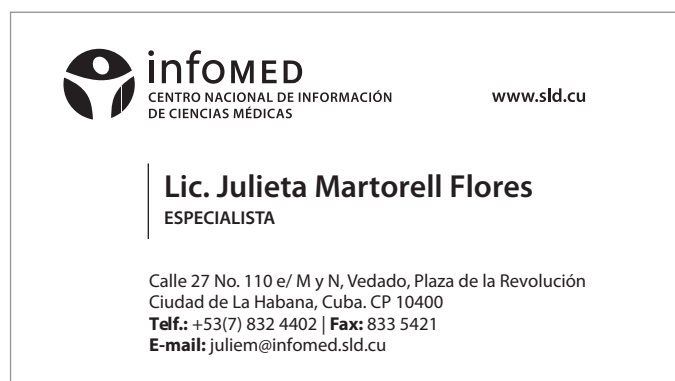 infoMED
CENTRO NACIONAL DE INFORMACIÓN
DE CIENCIAS MÉDICAS
www.sld.cu
Lic. Julieta Martorell Flores
ESPECIALISTA
Calle 27 No. 110 e/ M y N, Vedado, Plaza de la Revolución
Ciudad de La Habana, Cuba. CP 10400
Telf.: +53(7) 832 4402 | Fax: 833 5421
E-mail: juliem@infomed.sld.cu